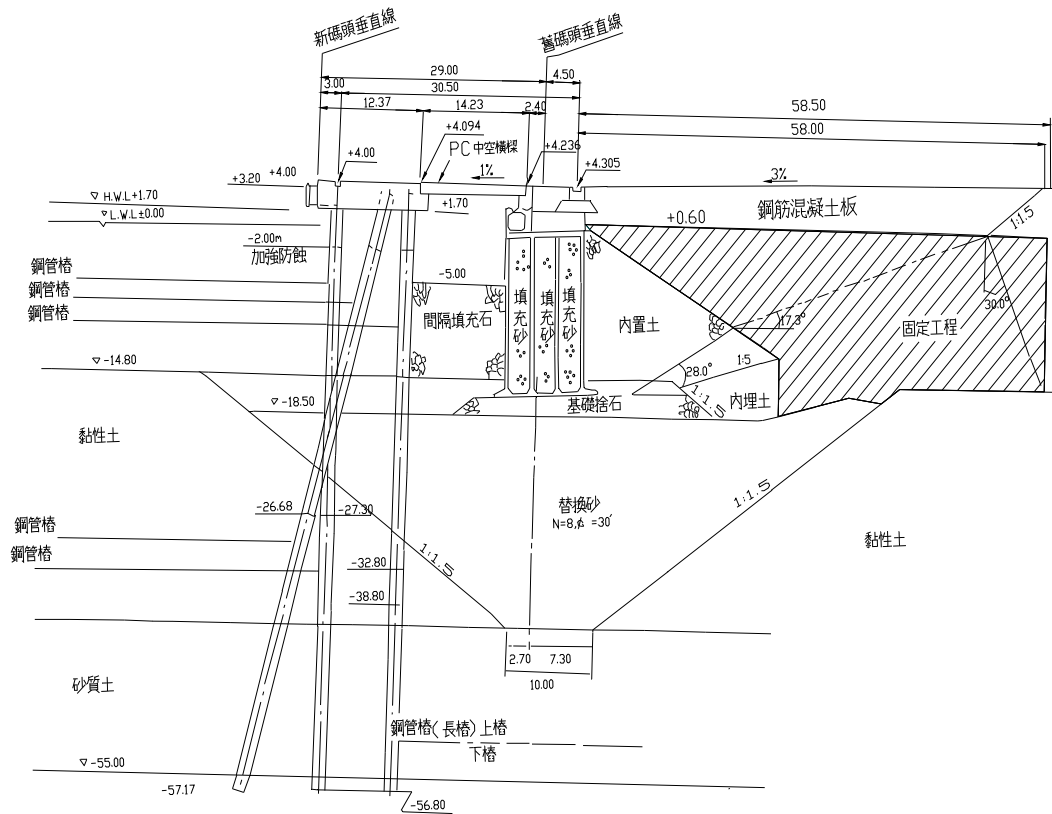 新碼頭垂直線
舊碼頭垂直線
29.00
4.50
3.00
30.50
12.37
14.23
2.40
58.50
58.00
+4.094
+4.00
PC 中空橫樑
+4.236
+4.305
1%
3%
+3.20
+4.00
▽ H.W.L+1.70
▽ L.W.L±0.00
+1.70
+0.60
鋼筋混凝土板
1:1.5
-2.00m
加強防蝕
鋼管樁
鋼管樁
鋼管樁
-5.00
間隔填充石
填充砂
填充砂
填充砂
內置土
17.3°
30.0°
固定工程
▽ -14.80
28.0°
1:5
1:1.5
內埋土
▽ -18.50
基礎捨石
黏性土
替換砂
N=8,¢ =30′
1:1.5
-26.68
-27.30
鋼管樁
鋼管樁
黏性土
1:1.5
-32.80
-38.80
2.70
7.30
10.00
砂質土
鋼管樁(長樁)上樁
下樁
▽ -55.00
-57.17
-56.80